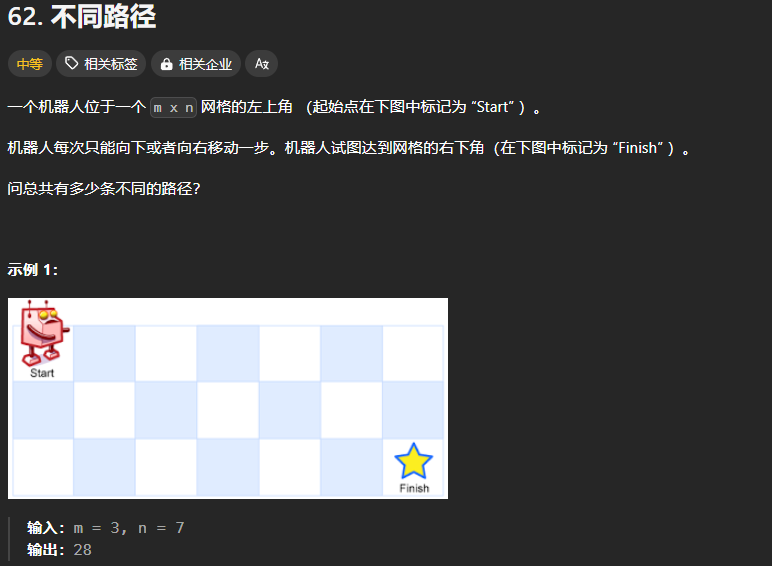 62. 不同路径
中等 相关标签 相关企业 Aあ
一个机器人位于一个 m x n 网格的左上角 （起始点在下图中标记为 “Start” ）。
机器人每次只能向下或者向右移动一步。机器人试图达到网格的右下角（在下图中标记为 “Finish” ）。
问总共有多少条不同的路径？
示例 1：
Start
Finish
输入：m = 3, n = 7
输出：28